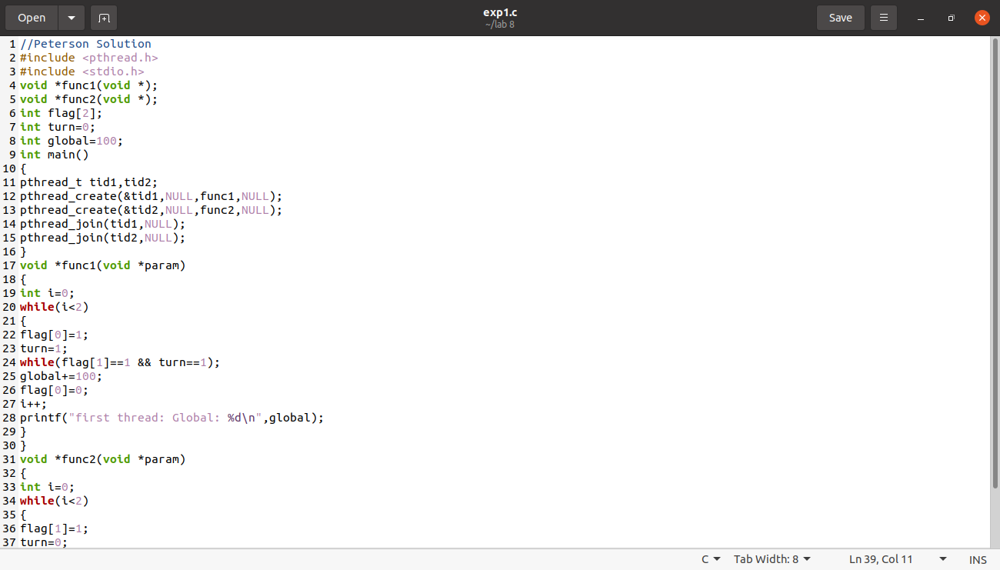 Open
exp1.c
~/lab 8
Save
1 //Peterson Solution
2 #include <pthread.h>
3 #include <stdio.h>
4 void *func1(void *);
5 void *func2(void *);
6 int flag[2];
7 int turn=0;
8 int global=100;
9 int main()
10 {
11 pthread_t tid1,tid2;
12 pthread_create(&tid1,NULL,func1,NULL);
13 pthread_create(&tid2,NULL,func2,NULL);
14 pthread_join(tid1,NULL);
15 pthread_join(tid2,NULL);
16 }
17 void *func1(void *param)
18 {
19 int i=0;
20 while(i<2)
21 {
22 flag[0]=1;
23 turn=1;
24 while(flag[1]==1 && turn==1);
25 global+=100;
26 flag[0]=0;
27 i++;
28 printf("first thread: Global: %d\n",global);
29 }
30 }
31 void *func2(void *param)
32 {
33 int i=0;
34 while(i<2)
35 {
36 flag[1]=1;
37 turn=0;
C
Tab Width: 8
Ln 39, Col 11
INS